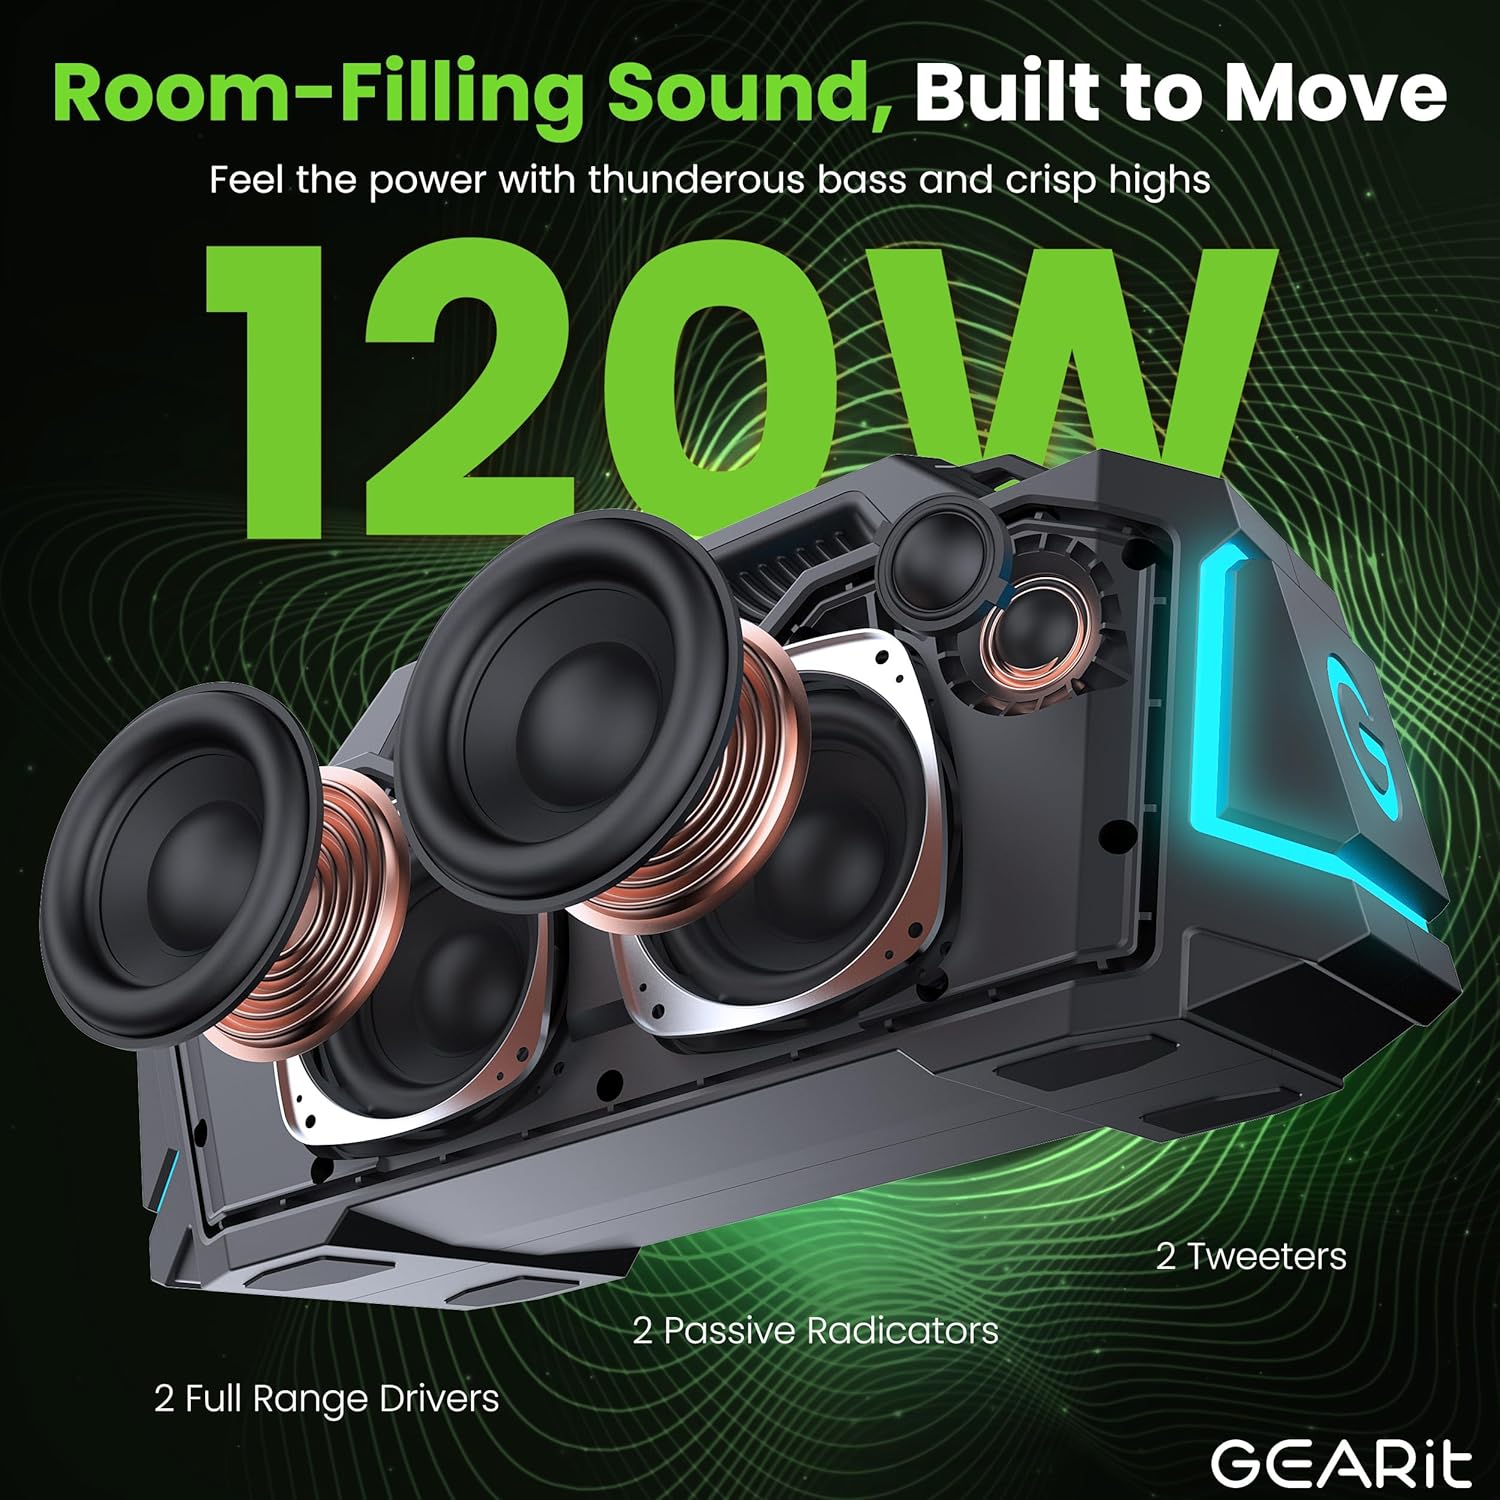 Room-Filling Sound, Built to Move
Feel the power with thunderous bass and crisp highs
120W
2 Tweeters
2 Passive Radicators
2 Full Range Drivers
GEARit